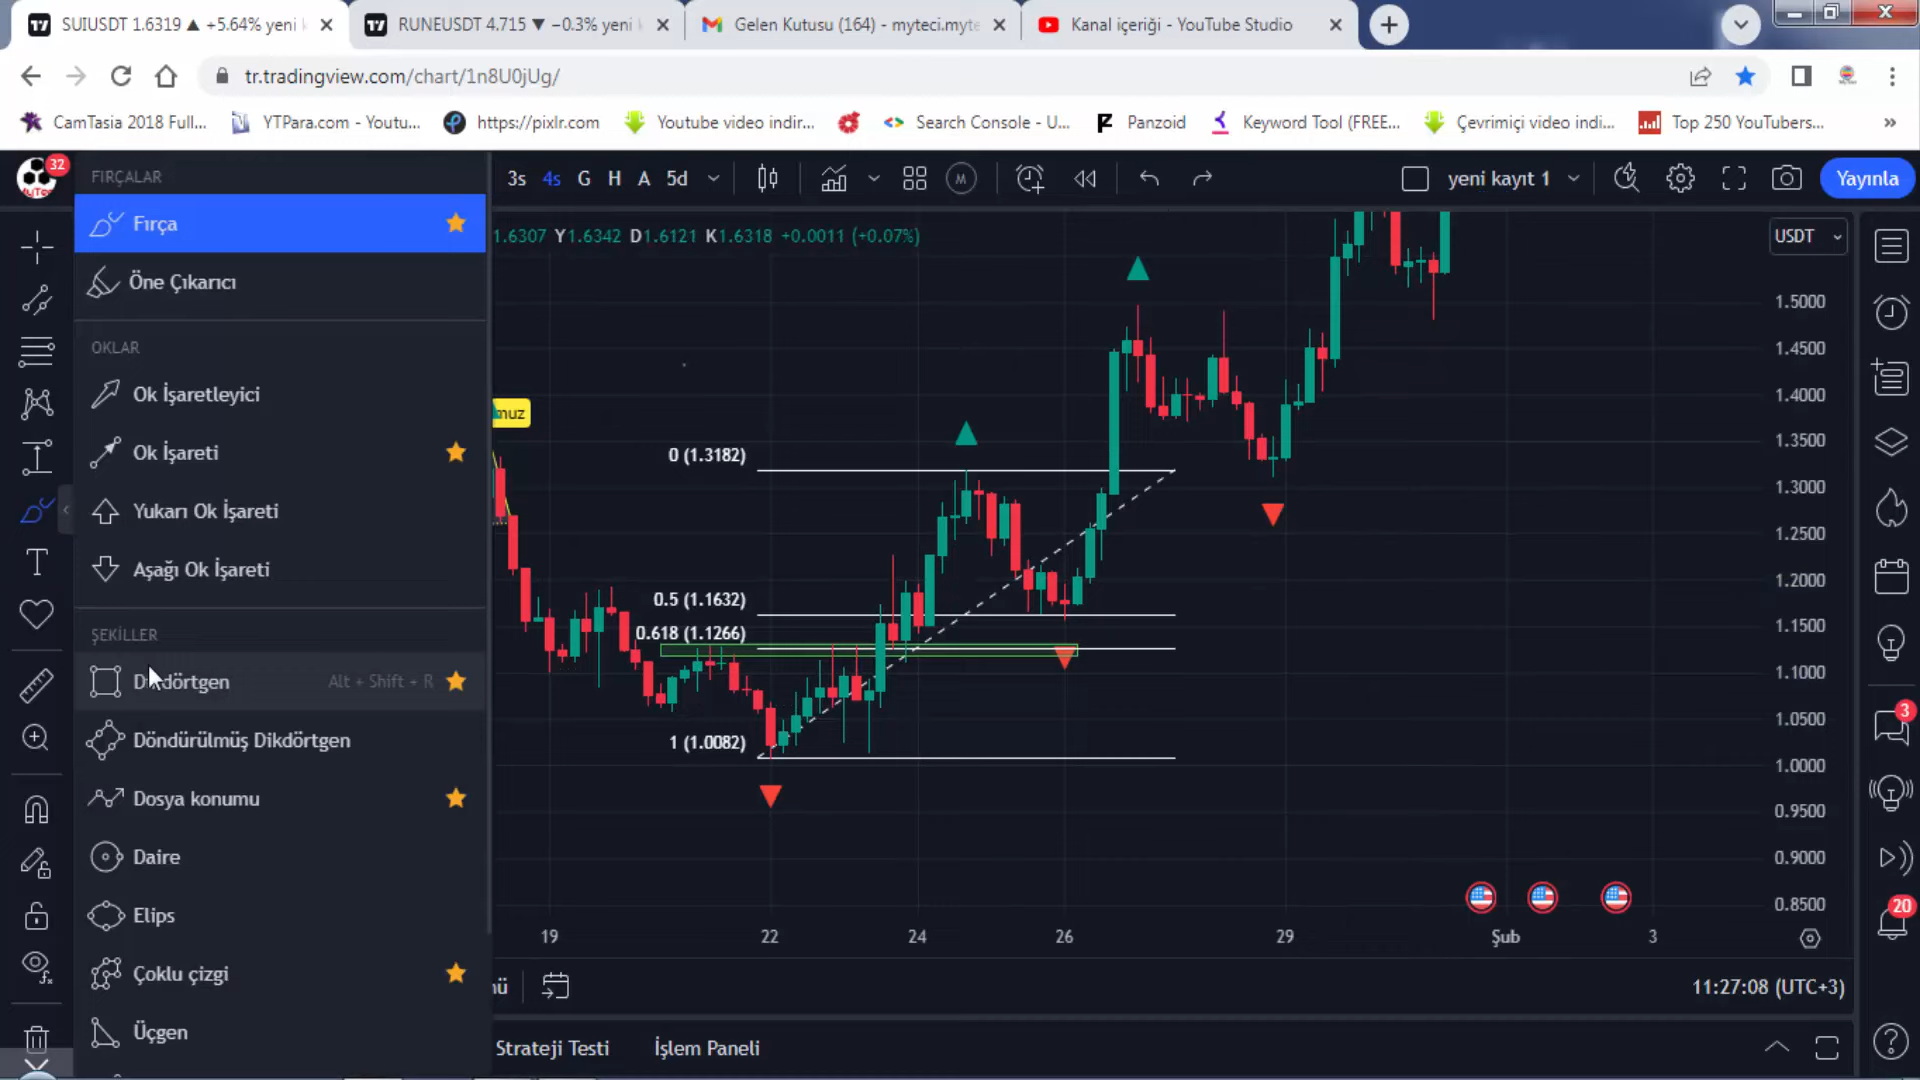 SUIUSDT 1.6319 ▲ +5.64% yeni
RUNEUSDT 4.715 ▼ −0.3% yeni
Gelen Kutusu (164) - myteci.myte
Kanal içeriği - YouTube Studio
tr.tradingview.com/chart/1n8U0jUg/
CamTasia 2018 Full...
YTPara.com - Youtu...
https://pixlr.com
Youtube video indir...
Search Console - U...
Panzoid
Keyword Tool (FREE...
Çevrimiçi video indi...
Top 250 YouTubers...
»
32
FIRÇALAR
3s 4s G H A 5d
M
yeni kayıt 1
Yayınla
Fırça
1.6307 Y1.6342 D1.6121 K1.6318 +0.0011 (+0.07%)
USDT
Öne Çıkarıcı
OKLAR
Ok İşaretleyici
Ok İşareti
Yukarı Ok İşareti
Aşağı Ok İşareti
ŞEKİLLER
Dikdörtgen
Alt + Shift + R
Döndürülmüş Dikdörtgen
Dosya konumu
Daire
Elips
Çoklu çizgi
Üçgen
muz
0 (1.3182)
0.5 (1.1632)
0.618 (1.1266)
1 (1.0082)
1.5000
1.4500
1.4000
1.3500
1.3000
1.2500
1.2000
1.1500
1.1000
1.0500
1.0000
0.9500
0.9000
0.8500
3
20
19 22 24 26 29 Şub 3
11:27:08 (UTC+3)
Strateji Testi
İşlem Paneli